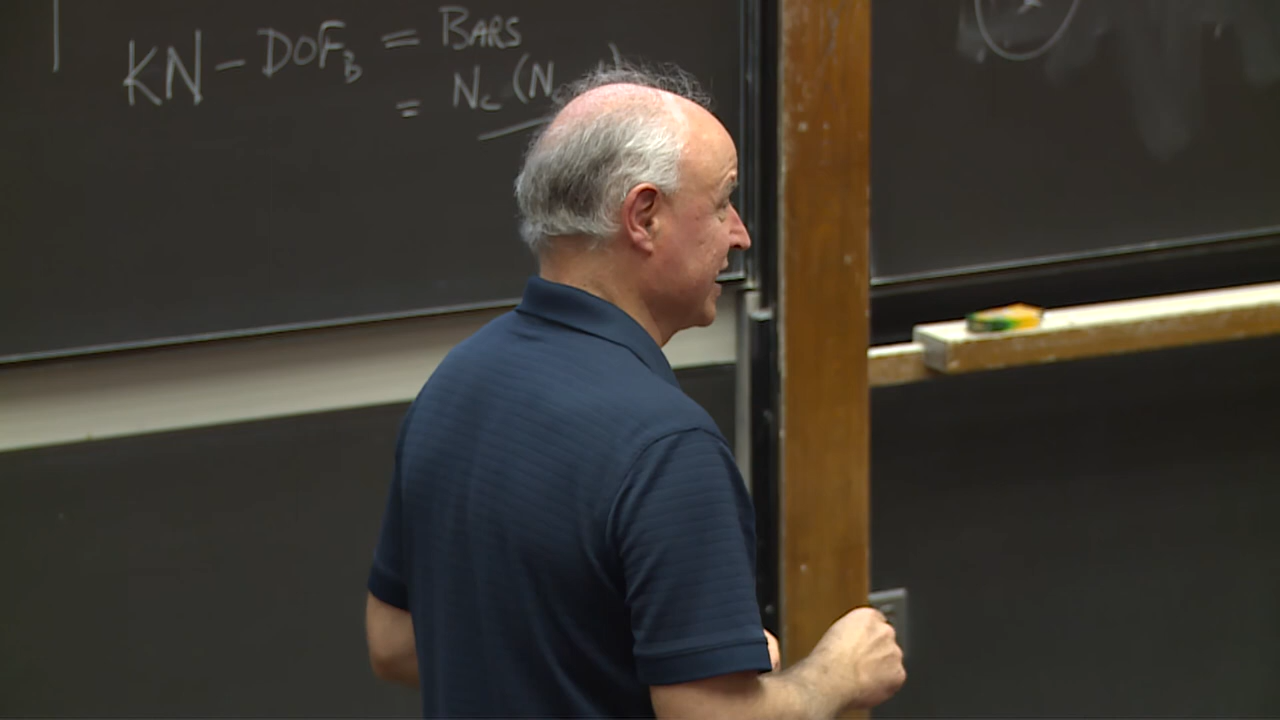 KN - DOF_B = BARS
= N_c (N